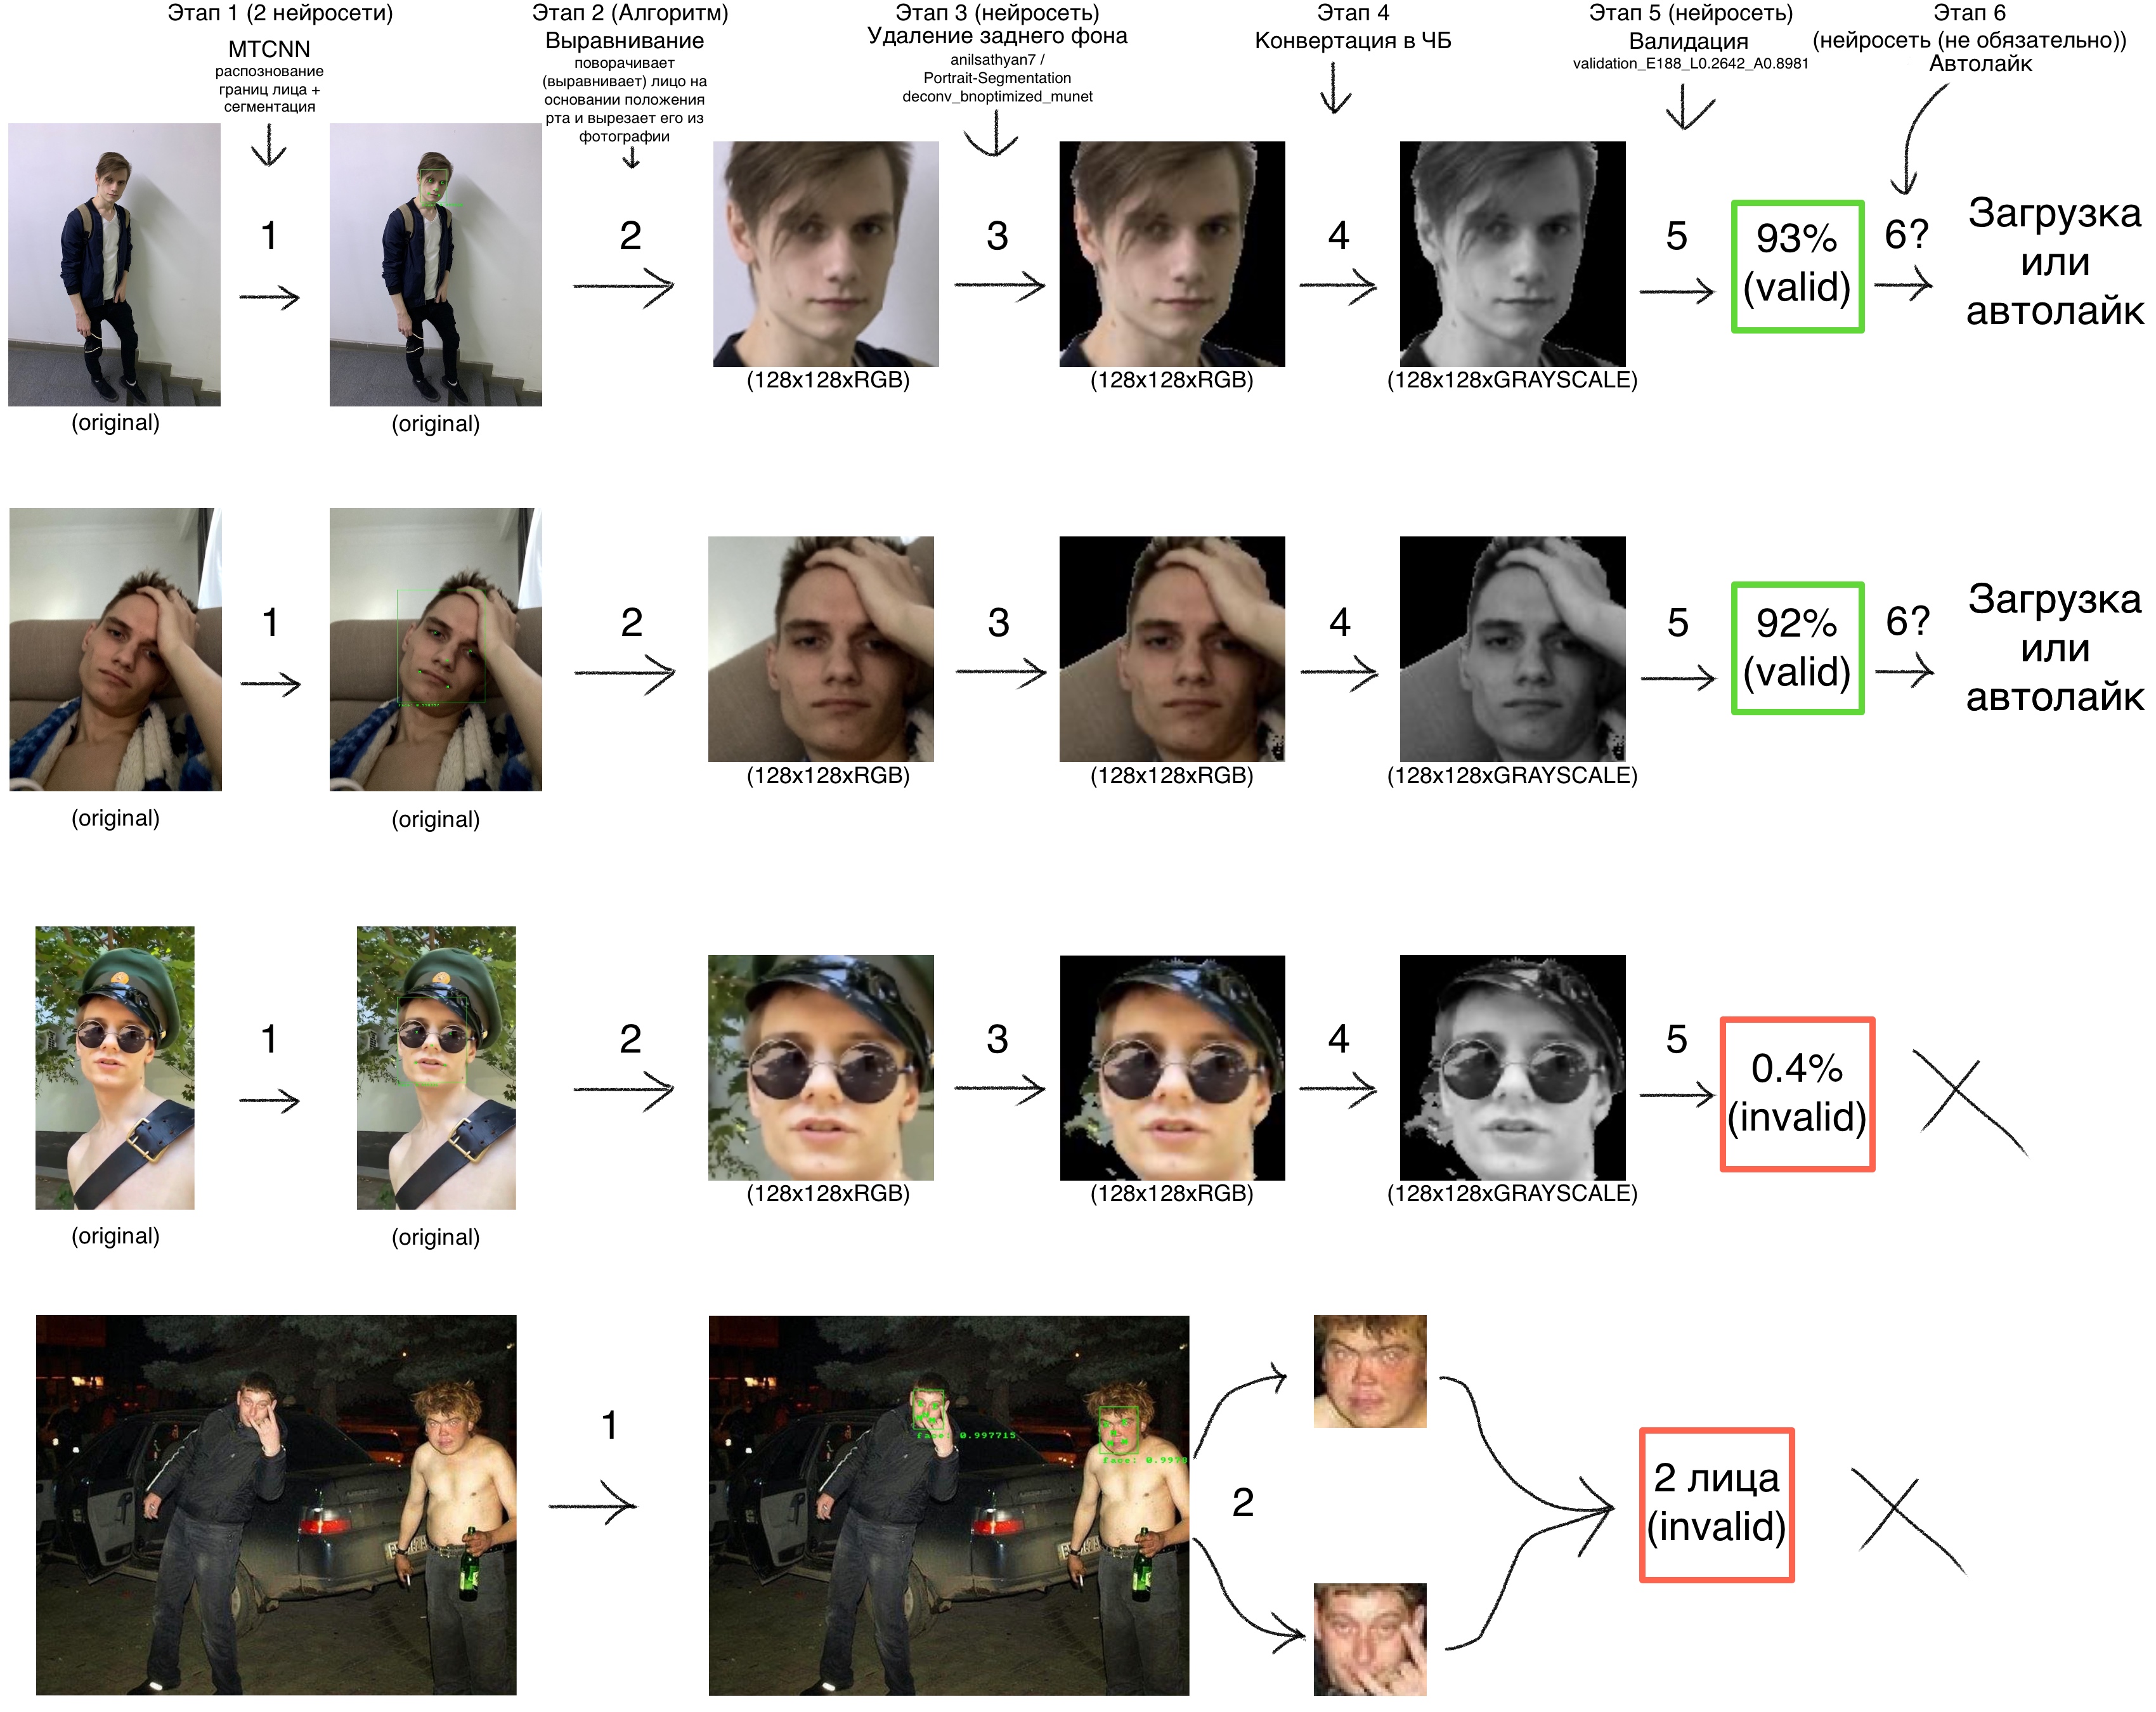 Этап 1 (2 нейросети)
MTCNN
распознование
границ лица +
сегментация
Этап 2 (Алгоритм)
Выравнивание
поворачивает
(выравнивает) лицо на
основании положения
рта и вырезает его из
фотографии
Этап 3 (нейросеть)
Удаление заднего фона
anilsathyan7 /
Portrait-Segmentation
deconv_bnoptimized_munet
Этап 4
Конвертация в ЧБ
Этап 5 (нейросеть)
Валидация
validation_E188_L0.2642_A0.8981
Этап 6
(нейросеть (не обязательно))
Автолайк
1
2
3
4
5
93%
(valid)
6?
Загрузка
или
автолайк
(original)
(original)
(128x128xRGB)
(128x128xRGB)
(128x128xGRAYSCALE)
1
2
3
4
5
92%
(valid)
6?
Загрузка
или
автолайк
(original)
(original)
(128x128xRGB)
(128x128xRGB)
(128x128xGRAYSCALE)
1
2
3
4
5
0.4%
(invalid)
(original)
(original)
(128x128xRGB)
(128x128xRGB)
(128x128xGRAYSCALE)
1
face: 0.997715
face: 0.9978
2
2 лица
(invalid)